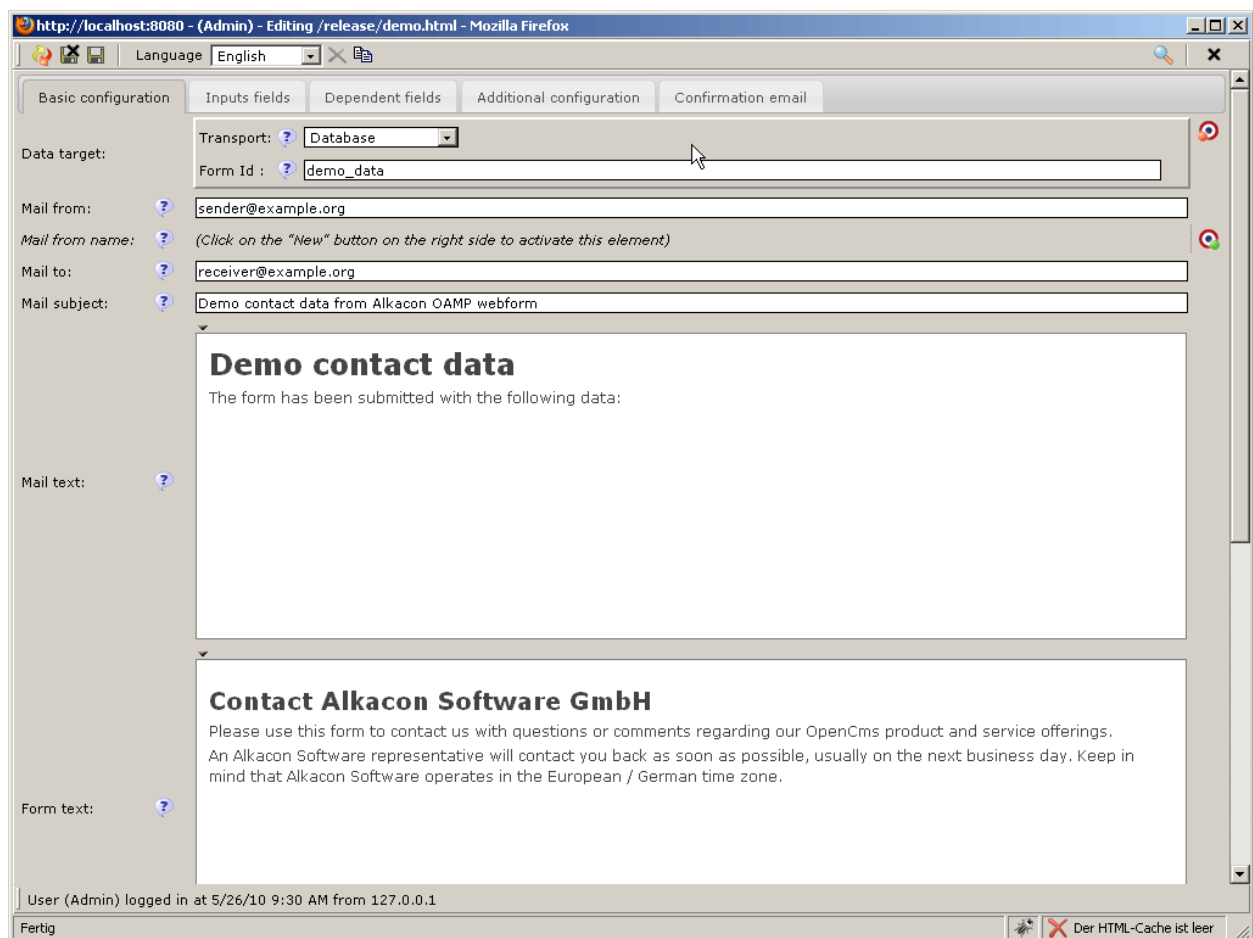 http://localhost:8080 - (Admin) - Editing /release/demo.html - Mozilla Firefox
Language English
Basic configuration Inputs fields Dependent fields Additional configuration Confirmation email
Data target:
Transport: ? Database
Form Id : ? demo_data
Mail from: ? sender@example.org
Mail from name: ? (Click on the "New" button on the right side to activate this element)
Mail to: ? receiver@example.org
Mail subject: ? Demo contact data from Alkacon OAMP webform
Demo contact data
The form has been submitted with the following data:
Mail text: ?
Contact Alkacon Software GmbH
Please use this form to contact us with questions or comments regarding our OpenCms product and service offerings.
An Alkacon Software representative will contact you back as soon as possible, usually on the next business day. Keep in
mind that Alkacon Software operates in the European / German time zone.
Form text: ?
User (Admin) logged in at 5/26/10 9:30 AM from 127.0.0.1
Fertig Der HTML-Cache ist leer